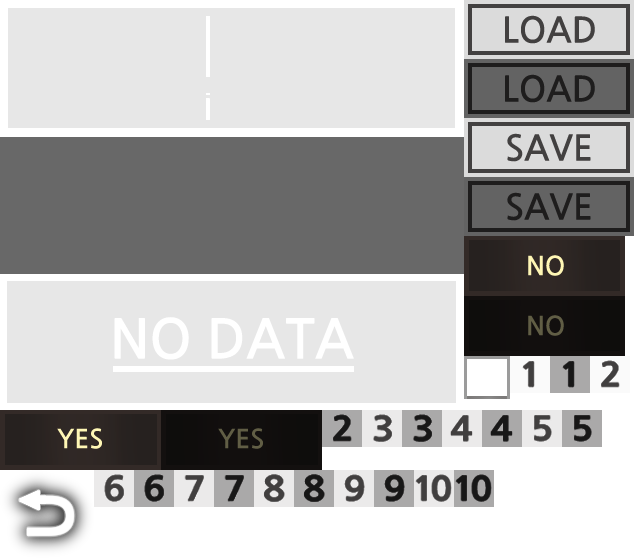 LOAD
LOAD
SAVE
SAVE
NO
NO
NO DATA
1 1 2
YES YES 2 3 3 4 4 5 5
6 6 7 7 8 8 9 9 10 10